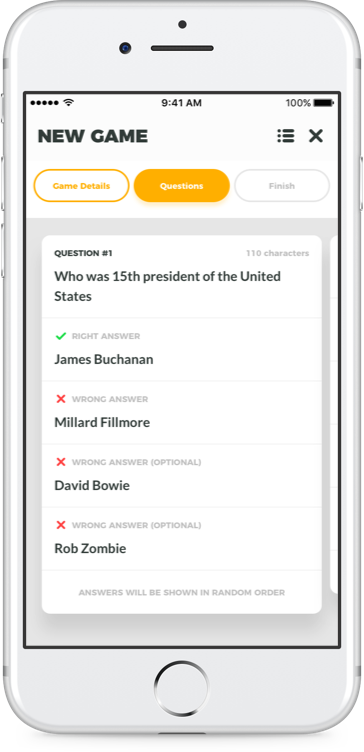 9:41 AM 100%
NEW GAME
Game Details Questions Finish
QUESTION #1 110 characters
Who was 15th president of the United
States
RIGHT ANSWER
James Buchanan
WRONG ANSWER
Millard Fillmore
WRONG ANSWER (OPTIONAL)
David Bowie
WRONG ANSWER (OPTIONAL)
Rob Zombie
ANSWERS WILL BE SHOWN IN RANDOM ORDER